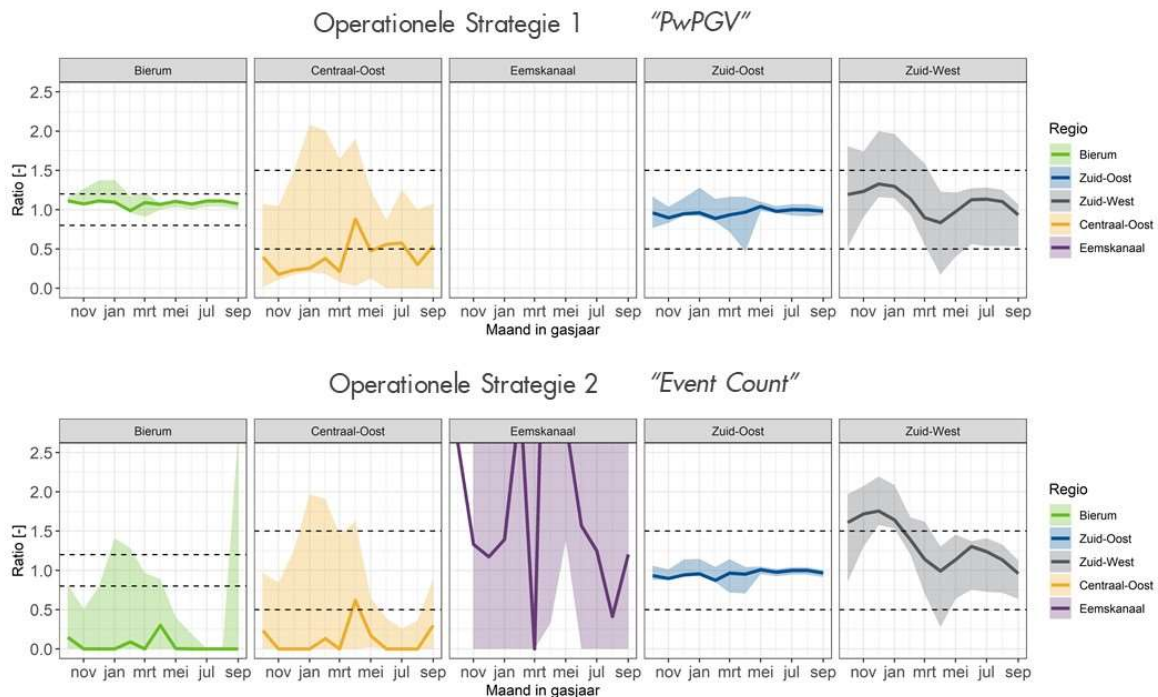 Operationele Strategie 1 "PwPGV"
Bierum Centraal-Oost Eemskanaal Zuid-Oost Zuid-West
2.5
2.0
1.5
1.0
0.5
0.0
Ratio [-]
nov jan mrt mei jul sep nov jan mrt mei jul sep nov jan mrt mei jul sep nov jan mrt mei jul sep nov jan mrt mei jul sep
Maand in gasjaar
Regio
Bierum
Zuid-Oost
Zuid-West
Centraal-Oost
Eemskanaal
Operationele Strategie 2 "Event Count"
Bierum Centraal-Oost Eemskanaal Zuid-Oost Zuid-West
2.5
2.0
1.5
1.0
0.5
0.0
Ratio [-]
nov jan mrt mei jul sep nov jan mrt mei jul sep nov jan mrt mei jul sep nov jan mrt mei jul sep nov jan mrt mei jul sep
Maand in gasjaar
Regio
Bierum
Zuid-Oost
Zuid-West
Centraal-Oost
Eemskanaal